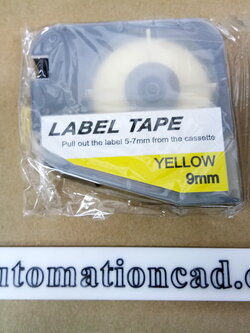 LABEL TAPE
Pull out the label 5-7mm from the cassette
YELLOW
9mm
utomationcad.c